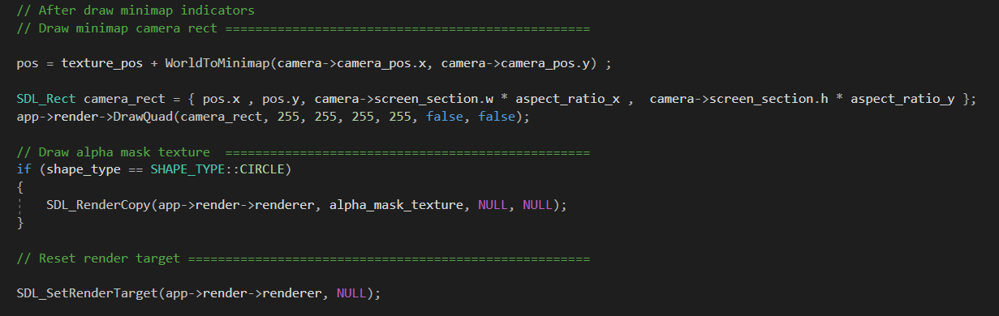 // After draw minimap indicators
// Draw minimap camera rect =================================================
pos = texture_pos + WorldToMinimap(camera->camera_pos.x, camera->camera_pos.y) ;
SDL_Rect camera_rect = { pos.x , pos.y, camera->screen_section.w * aspect_ratio_x ,  camera->screen_section.h * aspect_ratio_y };
app->render->DrawQuad(camera_rect, 255, 255, 255, 255, false, false);
// Draw alpha mask texture  =================================================
if (shape_type == SHAPE_TYPE::CIRCLE)
{
    SDL_RenderCopy(app->render->renderer, alpha_mask_texture, NULL, NULL);
}
// Reset render target ======================================================
SDL_SetRenderTarget(app->render->renderer, NULL);